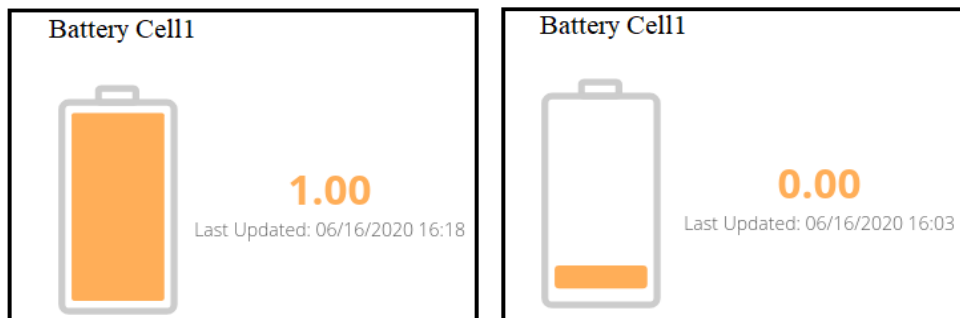 Battery Cell1
1.00
Last Updated: 06/16/2020 16:18
Battery Cell1
0.00
Last Updated: 06/16/2020 16:03